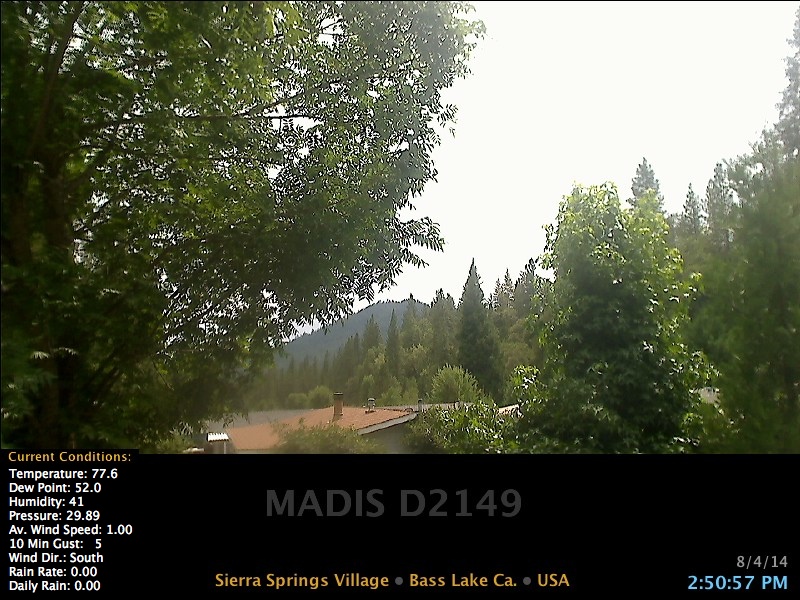 Current Conditions:
Temperature: 77.6
Dew Point: 52.0
Humidity: 41
Pressure: 29.89
Av. Wind Speed: 1.00
10 Min Gust: 5
Wind Dir.: South
Rain Rate: 0.00
Daily Rain: 0.00
MADIS D2149
Sierra Springs Village • Bass Lake Ca. • USA
8/4/14
2:50:57 PM